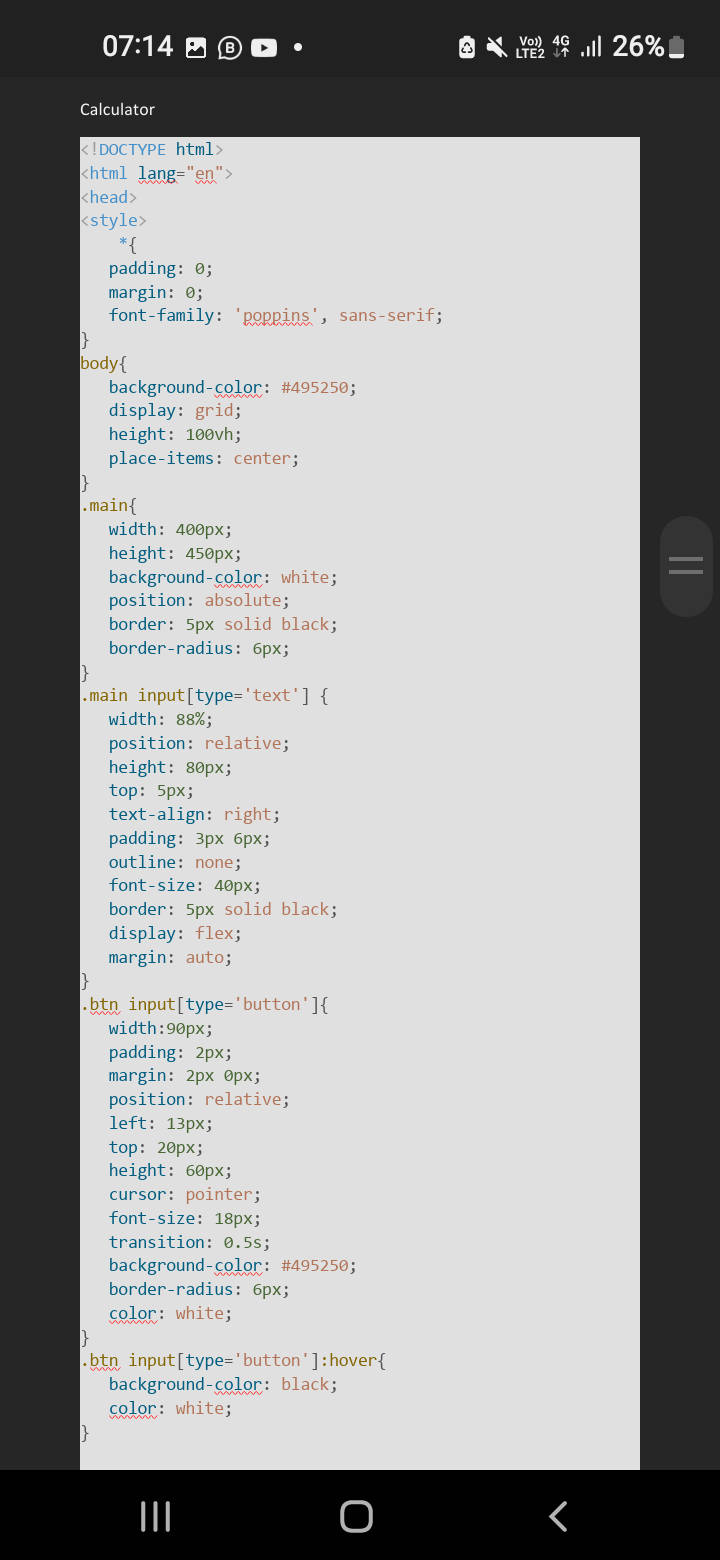 07:14
Vo)) LTE2 4G 26%
Calculator
<!DOCTYPE html>
<html lang="en">
<head>
<style>
    *{
   padding: 0;
   margin: 0;
   font-family: 'poppins', sans-serif;
}
body{
   background-color: #495250;
   display: grid;
   height: 100vh;
   place-items: center;
}
.main{
   width: 400px;
   height: 450px;
   background-color: white;
   position: absolute;
   border: 5px solid black;
   border-radius: 6px;
}
.main input[type='text'] {
   width: 88%;
   position: relative;
   height: 80px;
   top: 5px;
   text-align: right;
   padding: 3px 6px;
   outline: none;
   font-size: 40px;
   border: 5px solid black;
   display: flex;
   margin: auto;
}
.btn input[type='button']{
   width:90px;
   padding: 2px;
   margin: 2px 0px;
   position: relative;
   left: 13px;
   top: 20px;
   height: 60px;
   cursor: pointer;
   font-size: 18px;
   transition: 0.5s;
   background-color: #495250;
   border-radius: 6px;
   color: white;
}
.btn input[type='button']:hover{
   background-color: black;
   color: white;
}